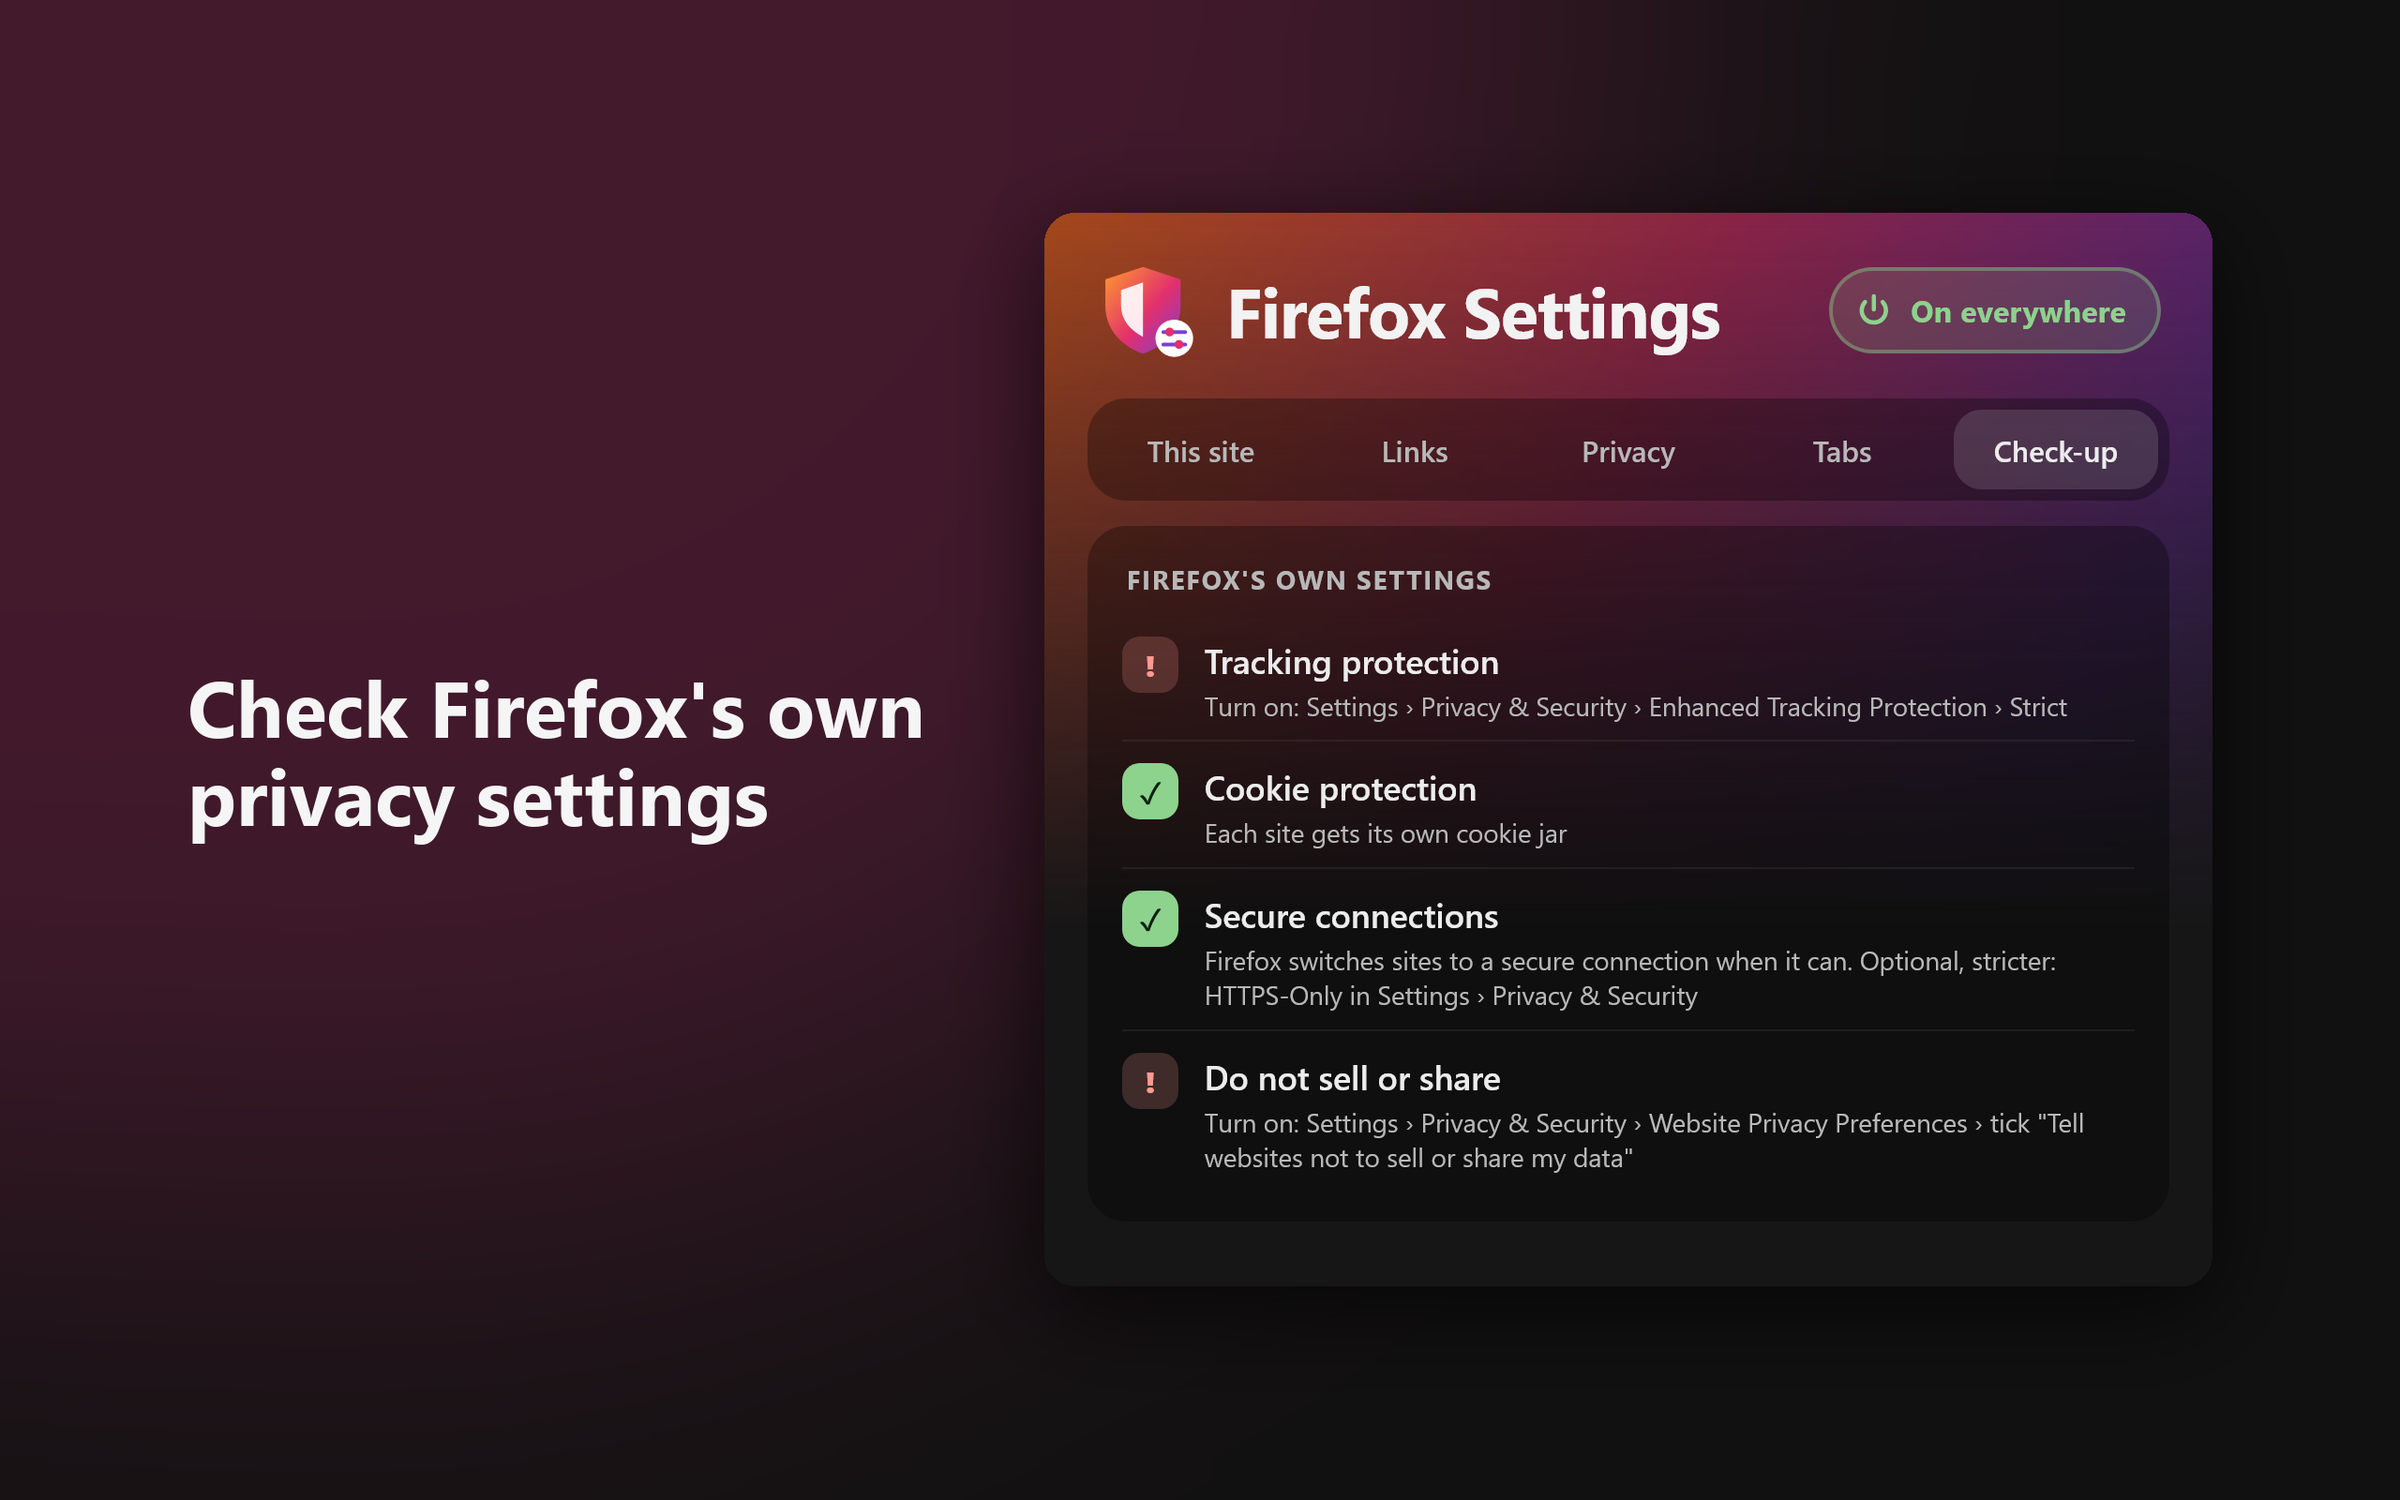 Check Firefox's own
privacy settings
Firefox Settings
On everywhere
This site
Links
Privacy
Tabs
Check-up
FIREFOX'S OWN SETTINGS
!
Tracking protection
Turn on: Settings › Privacy & Security › Enhanced Tracking Protection › Strict
✓
Cookie protection
Each site gets its own cookie jar
✓
Secure connections
Firefox switches sites to a secure connection when it can. Optional, stricter:
HTTPS-Only in Settings › Privacy & Security
!
Do not sell or share
Turn on: Settings › Privacy & Security › Website Privacy Preferences › tick "Tell
websites not to sell or share my data"